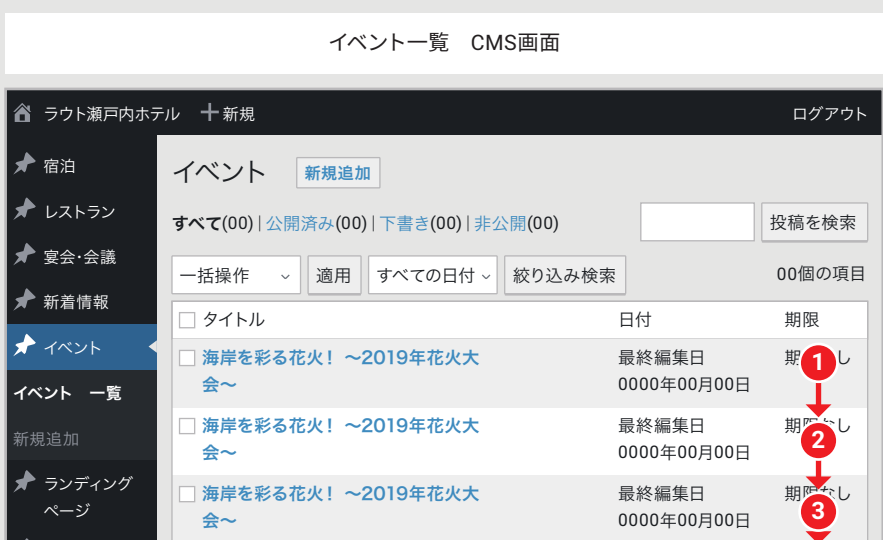 イベント一覧　CMS画面
ラウト瀬戸内ホテル 新規 ログアウト
宿泊
レストラン
宴会・会議
新着情報
イベント
イベント　一覧
新規追加
ランディング
ページ
イベント 新規追加
すべて(00) | 公開済み(00) | 下書き(00) | 非公開(00) 投稿を検索
一括操作 適用 すべての日付 絞り込み検索 00個の項目
タイトル 日付 期限
海岸を彩る花火！～2019年花火大 最終編集日 期 し
会～ 0000年00月00日
1
海岸を彩る花火！～2019年花火大 最終編集日 期限なし
会～ 0000年00月00日
2
海岸を彩る花火！～2019年花火大 最終編集日 期限なし
会～ 0000年00月00日
3